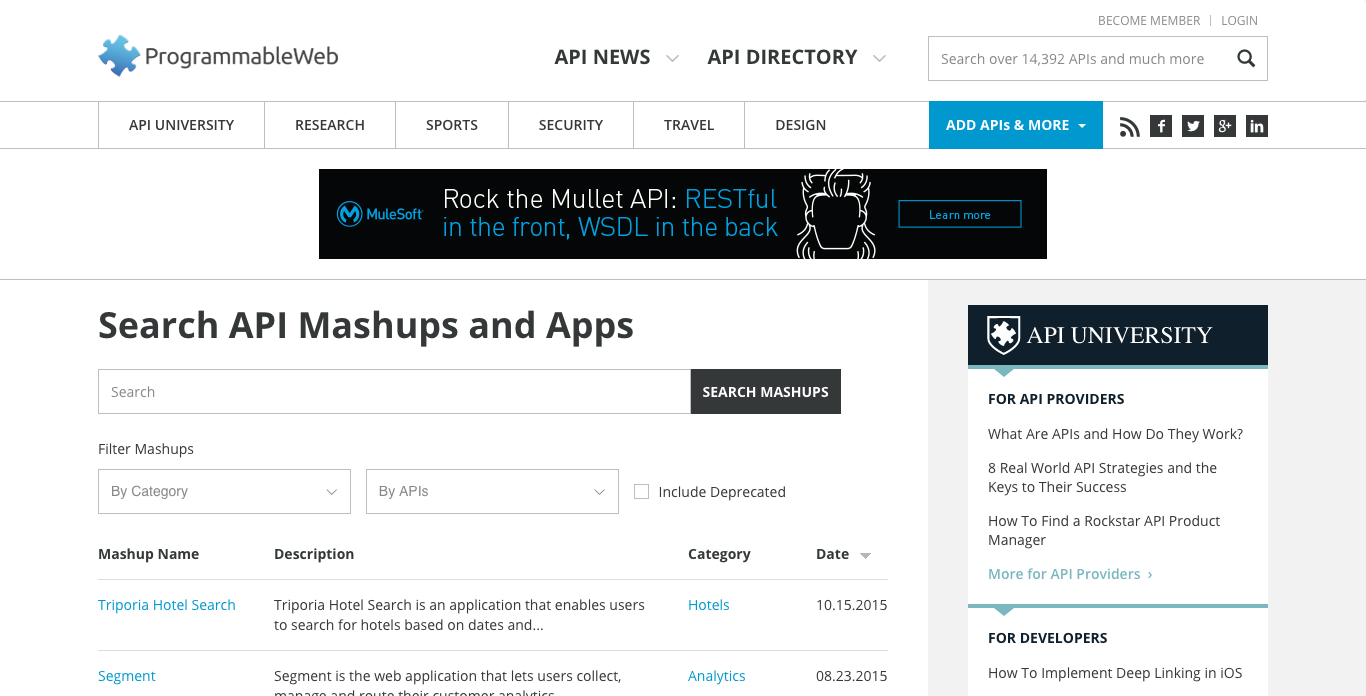 BECOME MEMBER | LOGIN
ProgrammableWeb
API NEWS
API DIRECTORY
Search over 14,392 APIs and much more
API UNIVERSITY
RESEARCH
SPORTS
SECURITY
TRAVEL
DESIGN
ADD APIs & MORE
MuleSoft
Rock the Mullet API: RESTful
in the front, WSDL in the back
Learn more
Search API Mashups and Apps
Search
SEARCH MASHUPS
Filter Mashups
By Category
By APIs
Include Deprecated
Mashup Name
Description
Category
Date
Triporia Hotel Search
Triporia Hotel Search is an application that enables users
to search for hotels based on dates and...
Hotels
10.15.2015
Segment
Segment is the web application that lets users collect,
manage and route their customer analytics
Analytics
08.23.2015
API UNIVERSITY
FOR API PROVIDERS
What Are APIs and How Do They Work?
8 Real World API Strategies and the
Keys to Their Success
How To Find a Rockstar API Product
Manager
More for API Providers ›
FOR DEVELOPERS
How To Implement Deep Linking in iOS